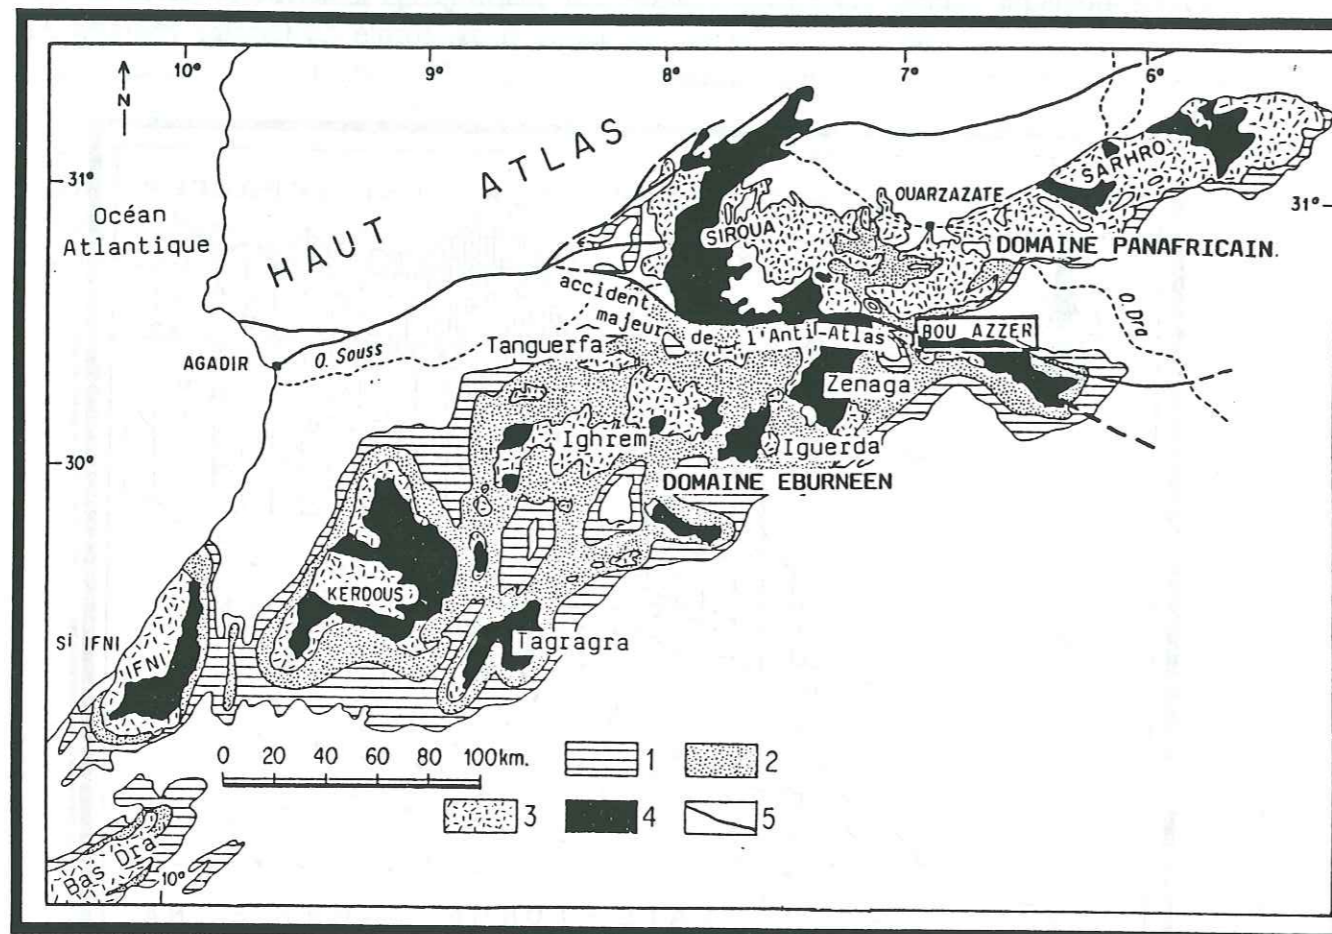 10°
9°
8°
7°
6°
N
31°
Océan
Atlantique
HAUT ATLAS
SIROUA
OUARZAZATE
SARHRO
31°
DOMAINE PANAFRICAIN.
accident
majeur
de l'Anti-Atlas
BOU AZZER
O. Dra
AGADIR
O. Souss
Tanguerfa
Zenaga
30°
Ighrem
Iguerda
DOMAINE EBURNEEN
KERDOUS
Tagragra
Si IFNI
IFNI
0 20 40 60 80 100km.
1
2
3
4
5
Bas Dra
10°